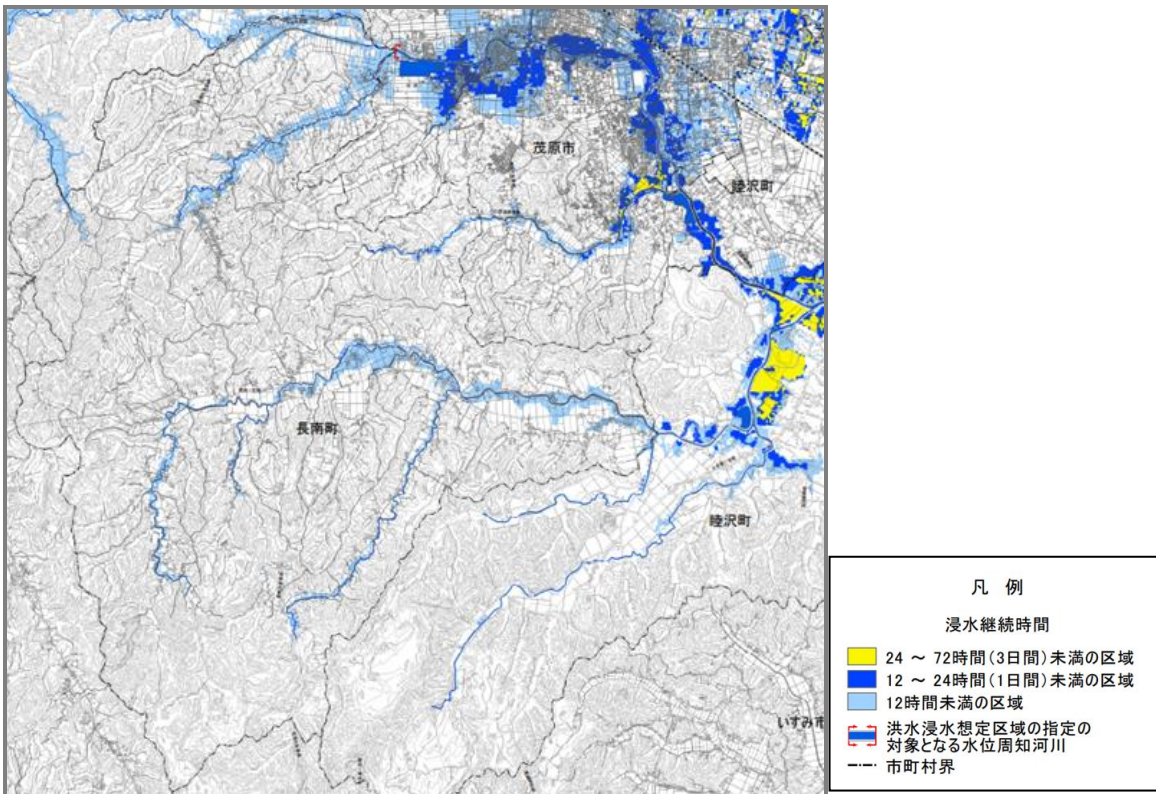 茂原市
睦沢町
長南町
睦沢町
いすみ市
凡 例
浸水継続時間
24 ～ 72時間(3日間)未満の区域
12 ～ 24時間(1日間)未満の区域
12時間未満の区域
洪水浸水想定区域の指定の
対象となる水位周知河川
市町村界